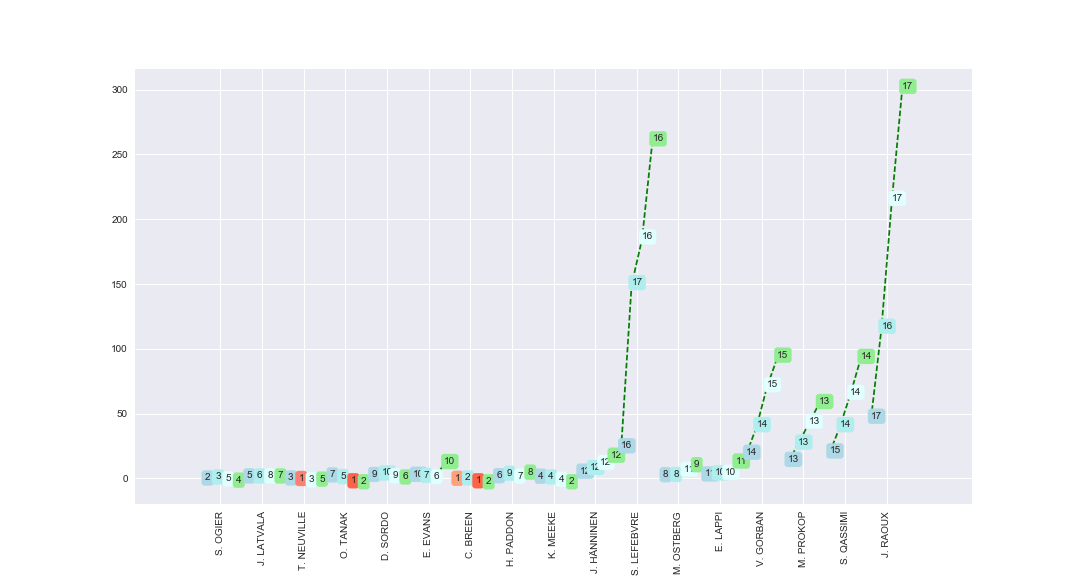 300
250
200
150
100
50
0
2 3 5 4
5 6 8 7
3 1 3 5
7 5 1 2
9 10 9 6
10 7 6 10
1 2 1 2
6 9 7 8
4 4 4 2
12 12 12 12
16 17 16 16
8 8 9
10 10
14 14 15 15
13 13 13 13
15 14 14 14
17 16 17 17
S. OGIER
J. LATVALA
T. NEUVILLE
O. TANAK
D. SORDO
E. EVANS
C. BREEN
H. PADDON
K. MEEKE
J. HANNINEN
S. LEFEBVRE
M. OSTBERG
E. LAPPI
V. GORBAN
M. PROKOP
S. QASSIMI
J. RAOUX